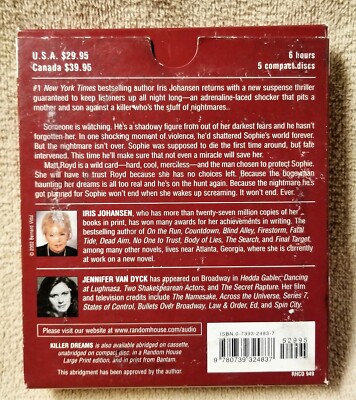 U.S.A. $29.95
Canada $39.95
6 hours
5 compact discs
#1 New York Times bestselling author Iris Johansen returns with a new suspense thriller
guaranteed to keep listeners up all night long—an adrenaline-laced shocker that pits a
mother and son against a killer who's the stuff of nightmares..
Someone is watching. He's a shadowy figure from out of her darkest fears and he hasn't
forgotten her. In one shocking moment of violence, he'd shattered Sophie's world forever.
But the nightmare isn't over. Sophie was supposed to die the first time around, but fate
intervened. This time he'll make sure that not even a miracle will save her.
Matt Royd is a wild card—hard, cool, merciless—and the man chosen to protect Sophie.
She will have to trust Royd because she has no choices left. Because the bogeyman
haunting her dreams is all too real and he's on the hunt again. Because the nightmare he's
got planned for Sophie won't end when she wakes up screaming. It won't end. Ever.
© 2002 Bernard Vidal
IRIS JOHANSEN, who has more than twenty-seven million copies of her
books in print, has won many awards for her achievements in writing. The
bestselling author of On the Run, Countdown, Blind Alley, Firestorm, Fatal
Tide, Dead Aim, No One to Trust, Body of Lies, The Search, and Final Target,
among many other novels, lives near Atlanta, Georgia, where she is currently
at work on a new novel.
JENNIFER VAN DYCK has appeared on Broadway in Hedda Gabler, Dancing
at Lughnasa, Two Shakespearean Actors, and The Secret Rapture. Her film
and television credits include The Namesake, Across the Universe, Series 7,
States of Control, Bullets Over Broadway, Law & Order, Ed, and Spin City.
Please visit our website at www.randomhouse.com/audio
KILLER DREAMS is also available abridged on cassette,
unabridged on compact disc, in a Random House
Large Print edition, and in print from Bantam.
This abridgment has been approved by the author.
ISBN 0-7393-2483-7
52995
9 780739 324837
RHCD 949